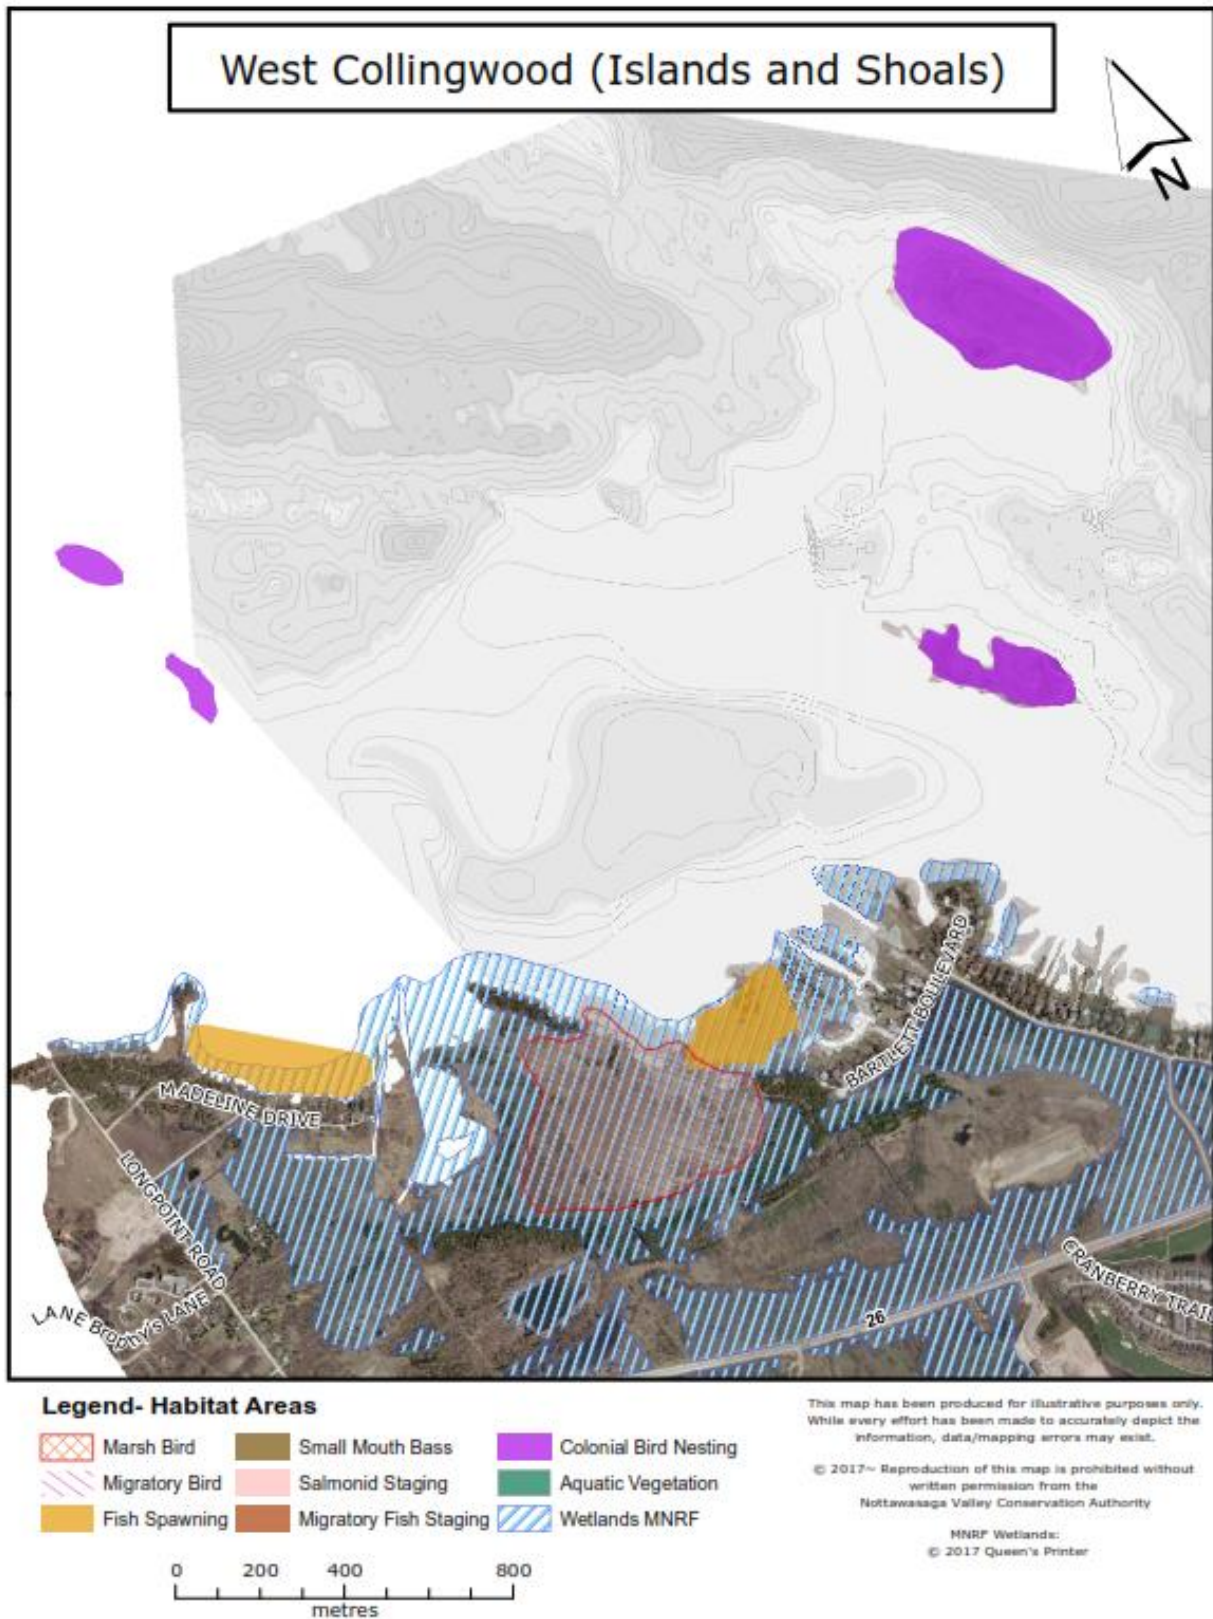 West Collingwood (Islands and Shoals)
N
BARTLETT BOULEVARD
MADELINE DRIVE
LONGPOINT ROAD
LANE Brophy's LANE
CRANBERRY TRAIL
26
Legend- Habitat Areas
Marsh Bird
Small Mouth Bass
Colonial Bird Nesting
Migratory Bird
Salmonid Staging
Aquatic Vegetation
Fish Spawning
Migratory Fish Staging
Wetlands MNRF
This map has been produced for illustrative purposes only.
While every effort has been made to accurately depict the
information, data/mapping errors may exist.
© 2017~ Reproduction of this map is prohibited without
written permission from the
Nottawasaga Valley Conservation Authority
MNRF Wetlands:
© 2017 Queen's Printer
0 200 400 800
metres